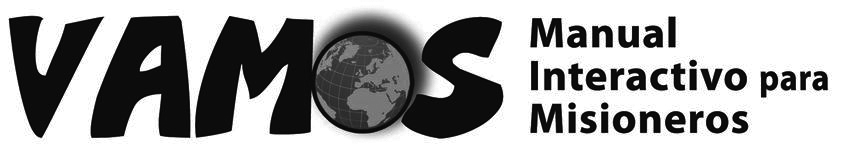 VAMOS
Manual
Interactivo para
Misioneros